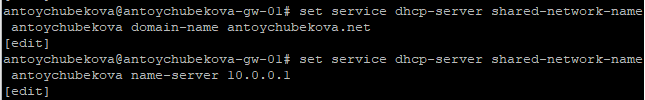 antoychubekova@antoychubekova-gw-01# set service dhcp-server shared-network-name
 antoychubekova domain-name antoychubekova.net
[edit]
antoychubekova@antoychubekova-gw-01# set service dhcp-server shared-network-name
 antoychubekova name-server 10.0.0.1
[edit]